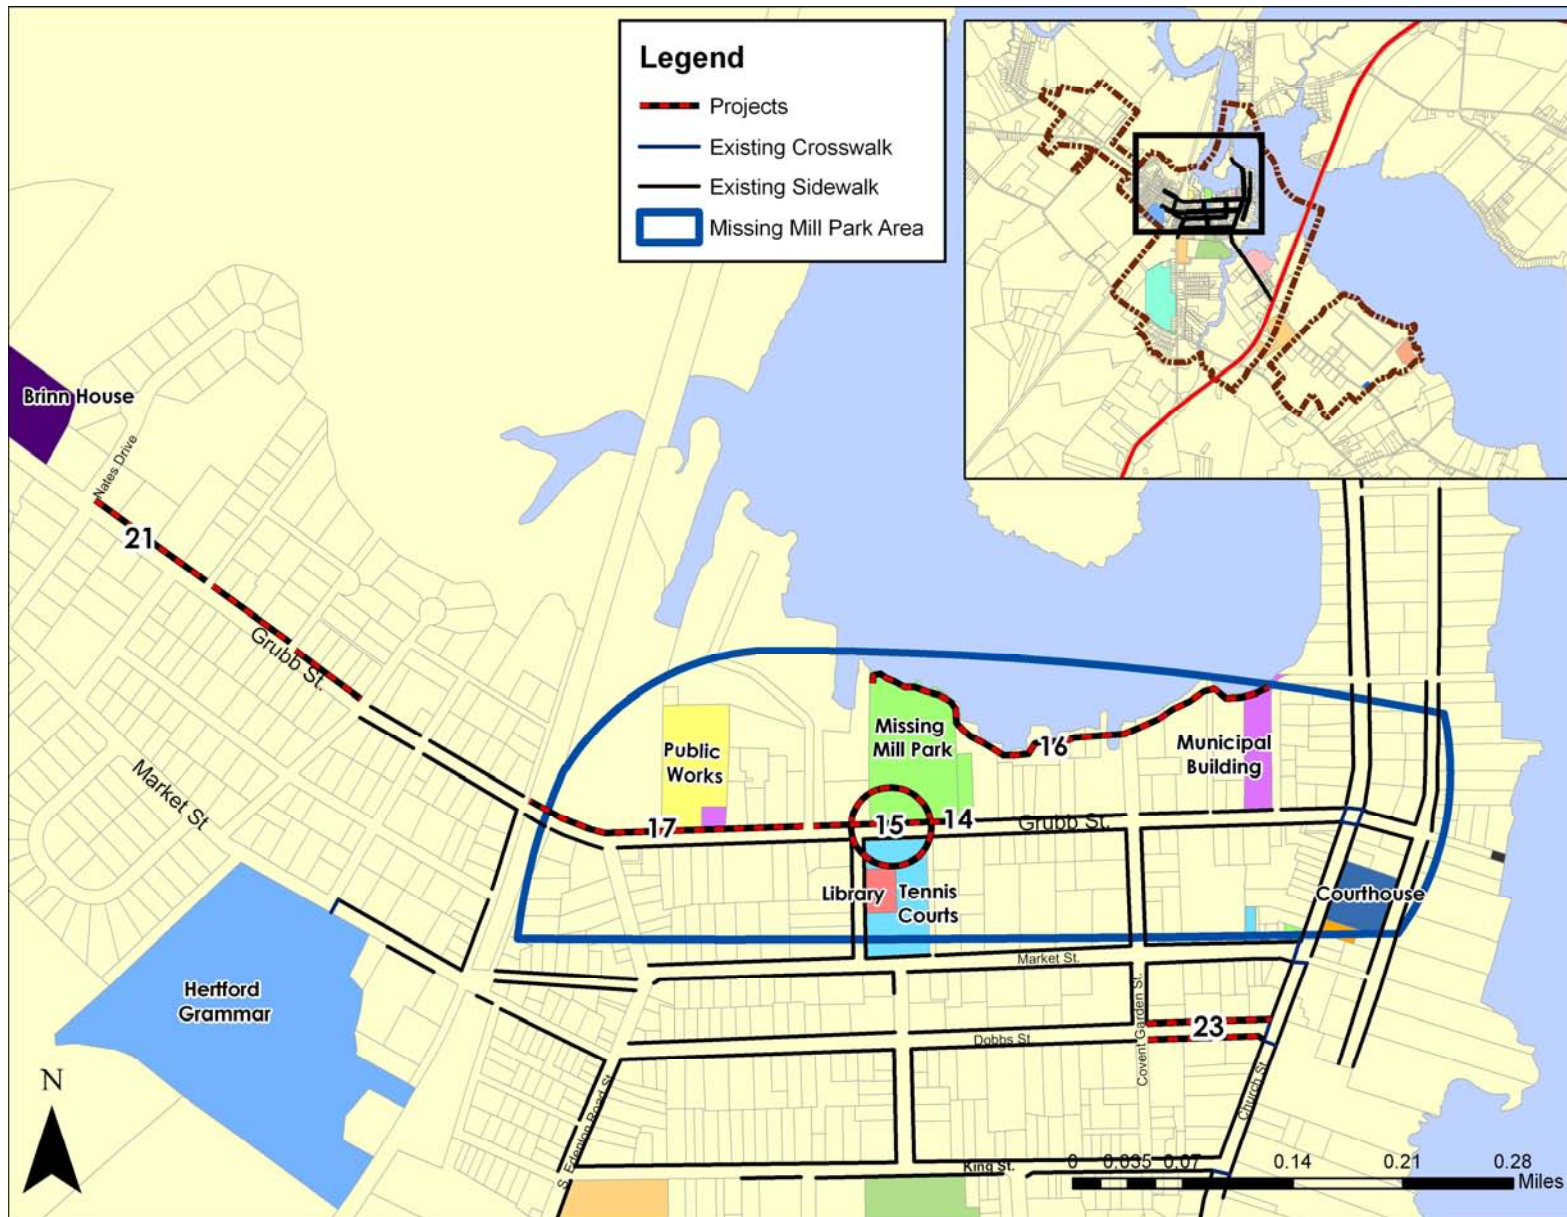 Legend
Projects
Existing Crosswalk
Existing Sidewalk
Missing Mill Park Area
Brinn House
Nates Drive
21
Grubb St.
Market St
Public
Works
Missing
Mill Park
16
Municipal
Building
17
15
14
Grubb St.
Library
Tennis
Courts
Courthouse
Market St.
Hertford
Grammar
Covent Garden St.
23
Dobbs St.
Church St.
S. Edenton Road St.
King St.
N
0 0.035 0.07 0.14 0.21 0.28
Miles